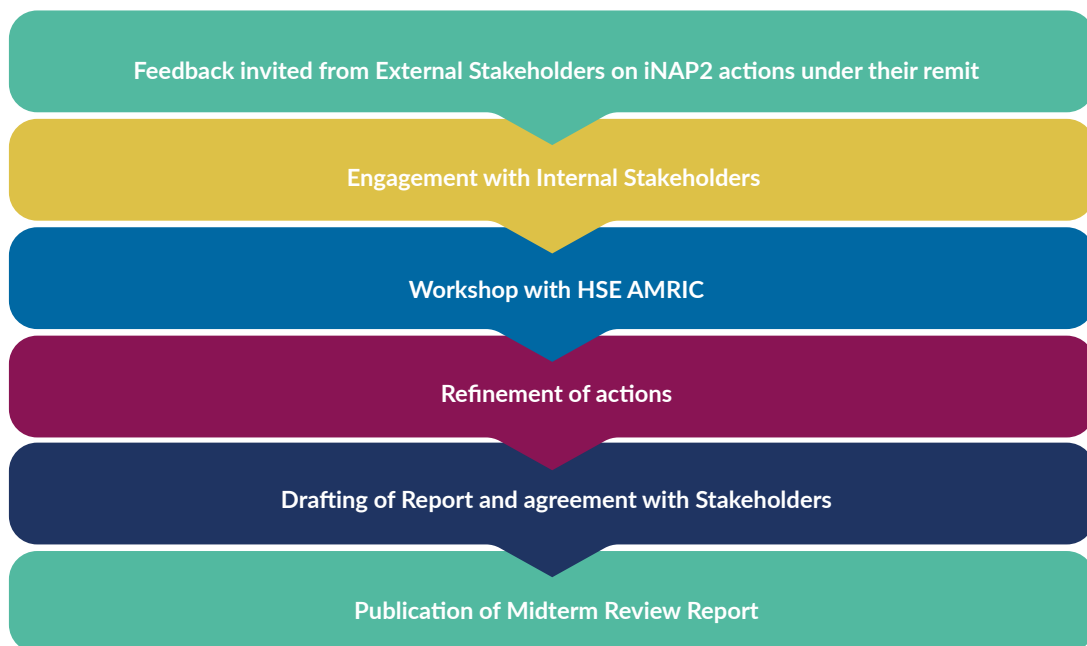 Feedback invited from External Stakeholders on iNAP2 actions under their remit
Engagement with Internal Stakeholders
Workshop with HSE AMRIC
Refinement of actions
Drafting of Report and agreement with Stakeholders
Publication of Midterm Review Report